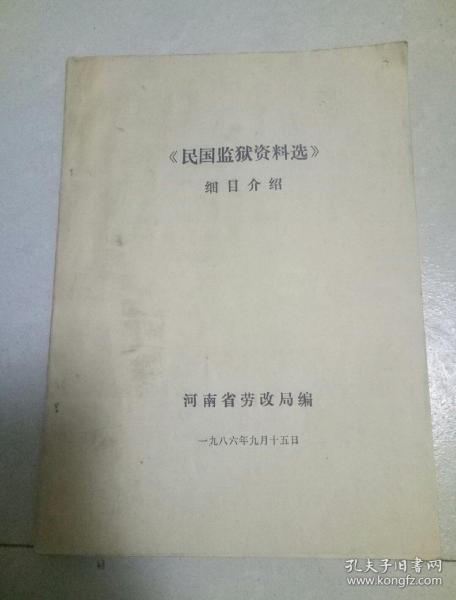 《民国监狱资料选》
细目介绍
河南省劳改局编
一九八六年九月十五日
孔夫子旧书网
www.kongfz.com